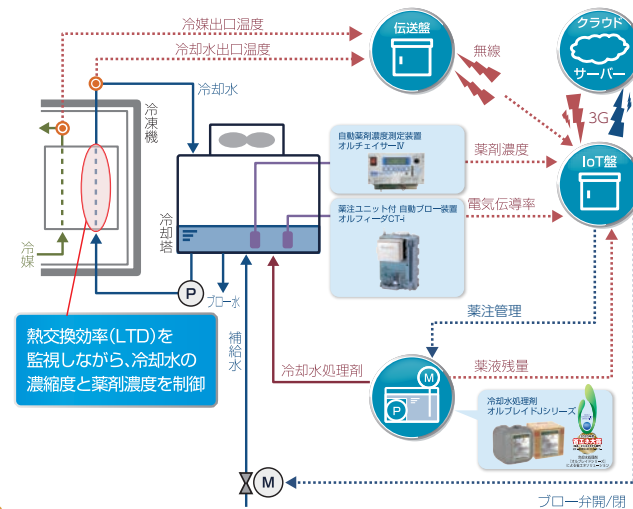 冷媒出口温度
冷却水出口温度
伝送盤
無線
クラウド
サーバー
3G
冷却水
冷凍機
自動薬剤濃度測定装置
オルチェイサーⅣ
薬剤濃度
IoT盤
薬注ユニット付 自動ブロー装置
オルフィーダCT-i
電気伝導率
冷却塔
冷媒
P
ブロー水
補給水
薬注管理
熱交換効率(LTD)を
監視しながら、冷却水の
濃縮度と薬剤濃度を制御
冷却水処理剤
薬液残量
M
P
冷却水処理剤
オルブレイドJシリーズ
省エネ大賞
M
ブロー弁開/閉